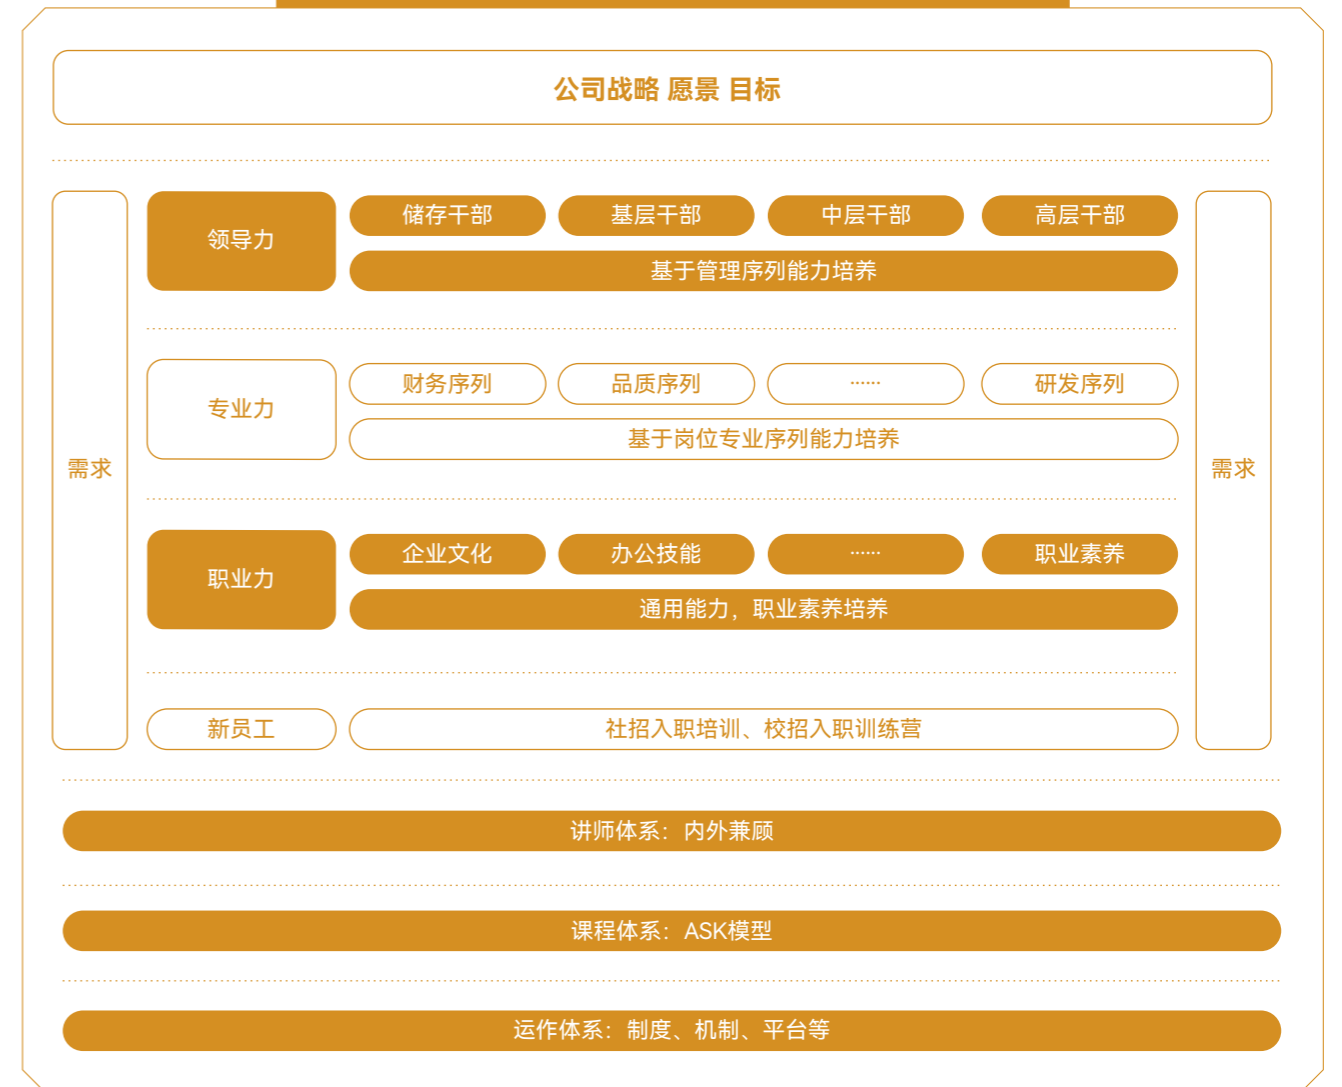 公司战略 愿景 目标
需求
领导力
储存干部
基层干部
中层干部
高层干部
基于管理序列能力培养
专业力
财务序列
品质序列
······
研发序列
基于岗位专业序列能力培养
职业力
企业文化
办公技能
······
职业素养
通用能力，职业素养培养
新员工
社招入职培训、校招入职训练营
需求
讲师体系：内外兼顾
课程体系：ASK模型
运作体系：制度、机制、平台等